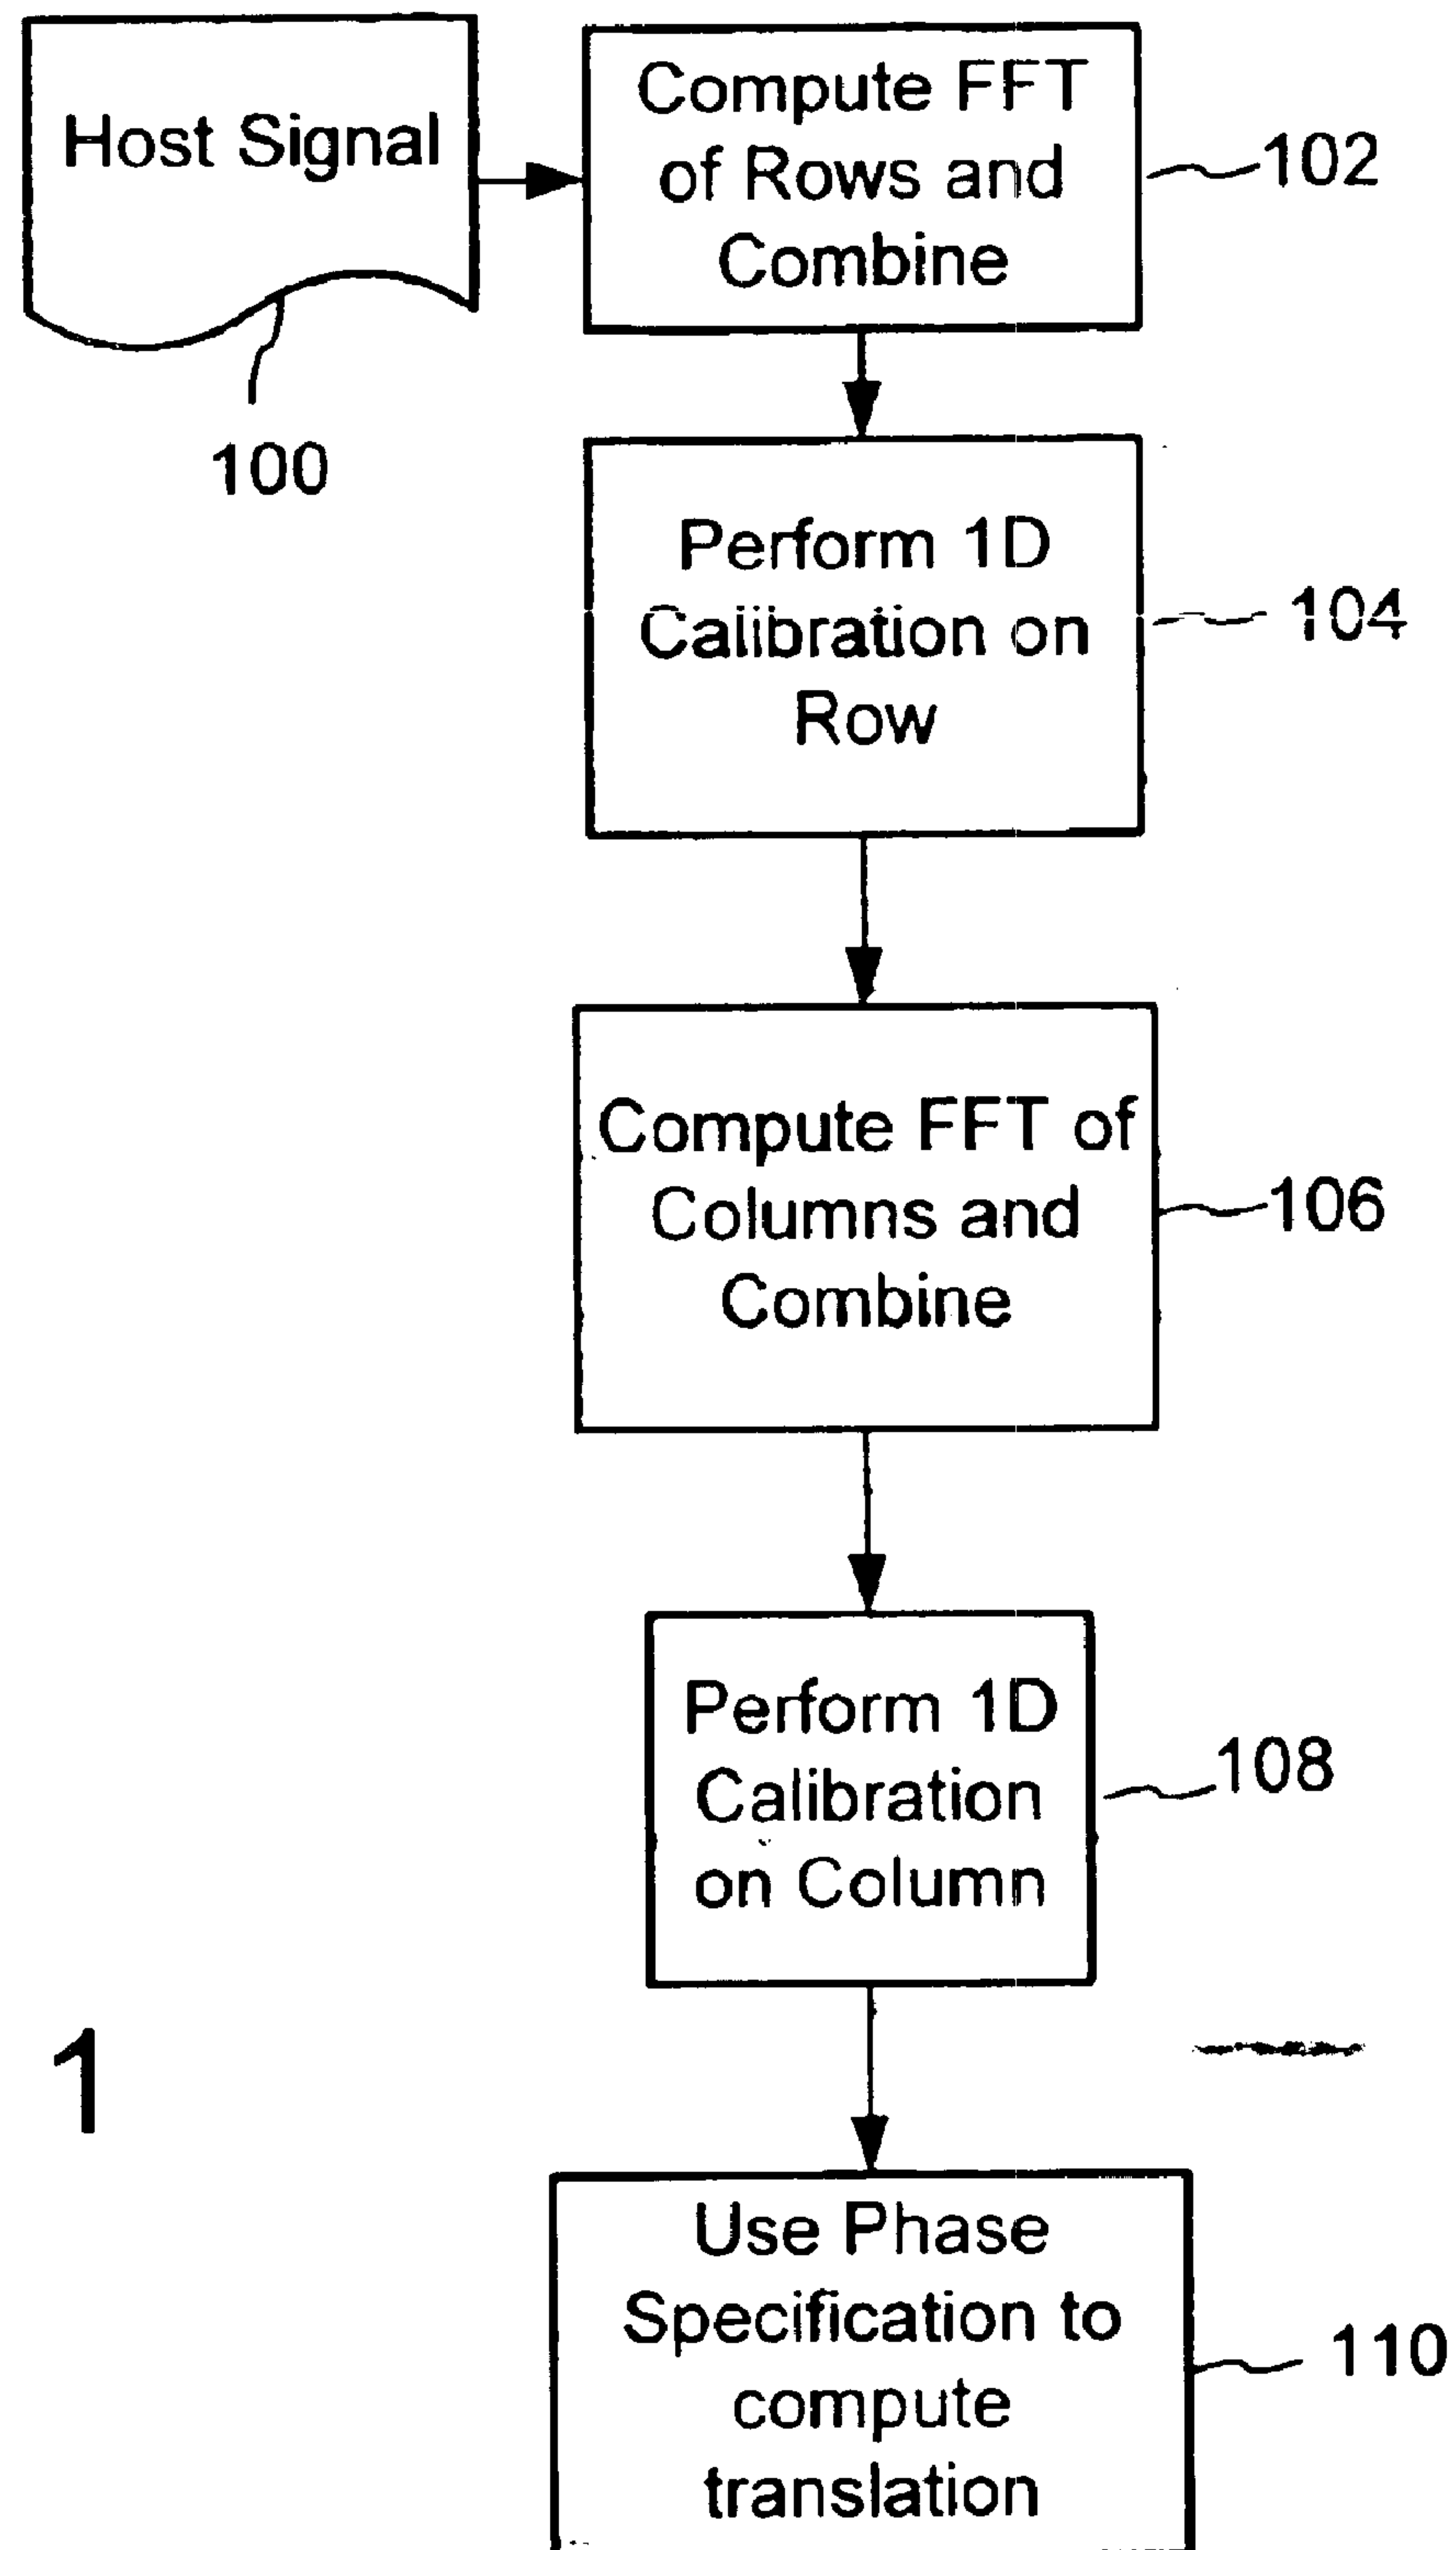 Host Signal
100
Compute FFT
of Rows and
Combine
102
Perform 1D
Calibration on
Row
104
Compute FFT of
Columns and
Combine
106
Perform 1D
Calibration
on Column
108
1
Use Phase
Specification to
compute
translation
110